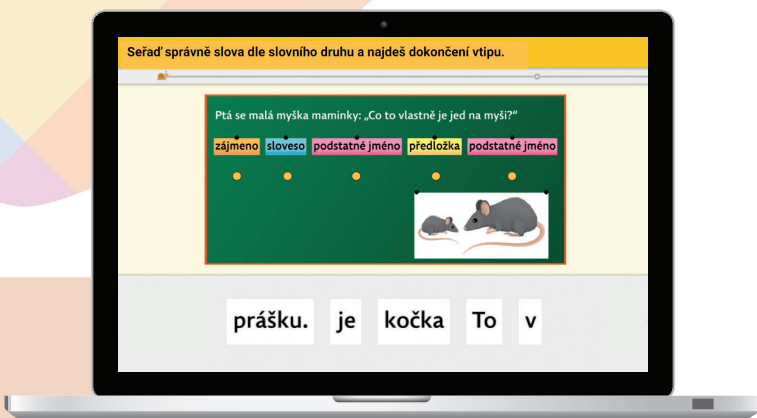 Seřaď správně slova dle slovního druhu a najdeš dokončení vtipu.
Ptá se malá myška maminky: „Co to vlastně je jed na myši?“
zájmeno sloveso podstatné jméno předložka podstatné jméno
prášku. je kočka To v